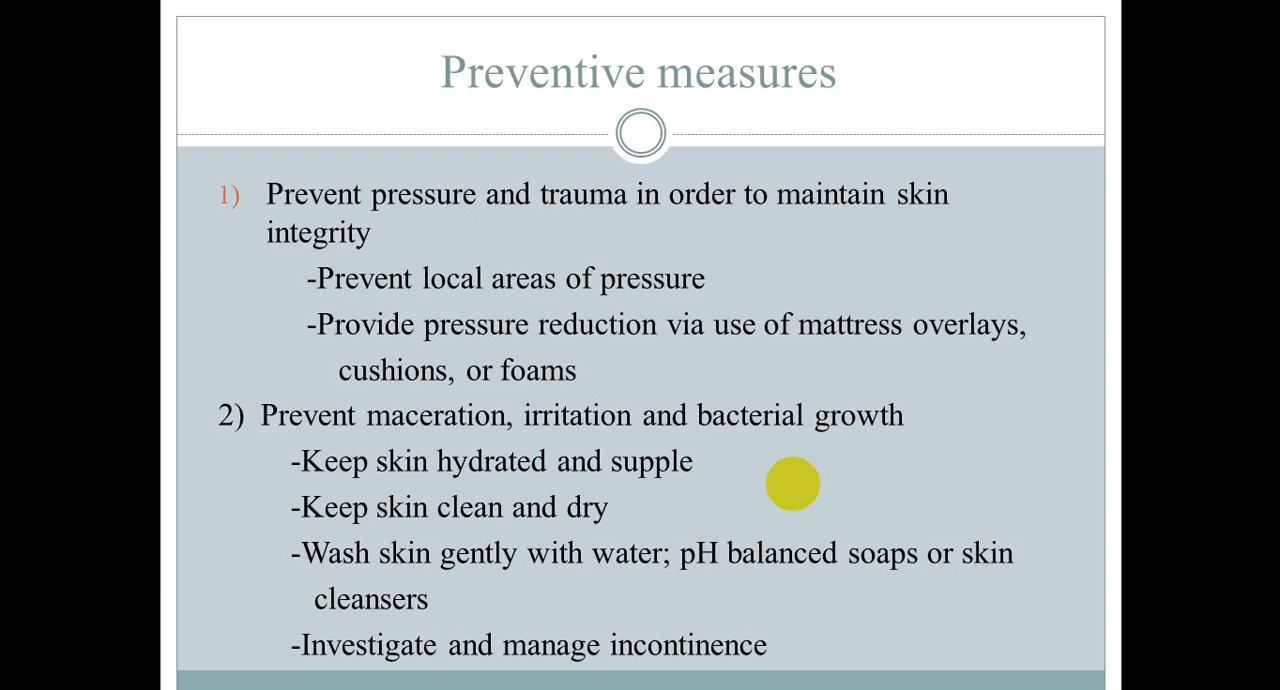 Preventive measures
1) Prevent pressure and trauma in order to maintain skin
integrity
-Prevent local areas of pressure
-Provide pressure reduction via use of mattress overlays,
cushions, or foams
2) Prevent maceration, irritation and bacterial growth
-Keep skin hydrated and supple
-Keep skin clean and dry
-Wash skin gently with water; pH balanced soaps or skin
cleansers
-Investigate and manage incontinence